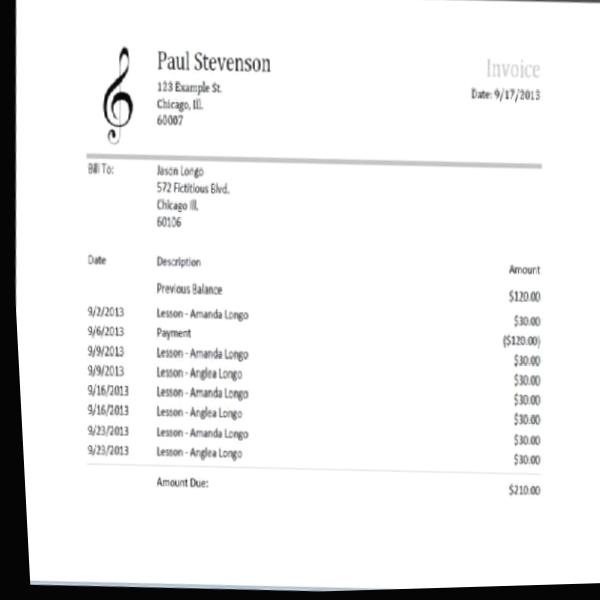 Paul Stevenson
Invoice
123 Example St.
Date: 9/17/2013
Chicago, Ill.
60007
Bill To: Jason Longo
572 Fictitious Blvd.
Chicago Ill,
60106
Date Description Amount
Previous Balance $120.00
9/2/2013 Lesson - Amanda Longo $30.00
9/6/2013 Payment ($120.00)
9/9/2013 Lesson - Amanda Longo $30.00
9/9/2013 Lesson - Anglea Longo $30.00
9/16/2013 Lesson - Amanda Longo $30.00
9/16/2013 Lesson - Anglea Longo $30.00
9/23/2013 Lesson - Amanda Longo $30.00
9/23/2013 Lesson - Anglea Longo $30.00
Amount Due: $210.00